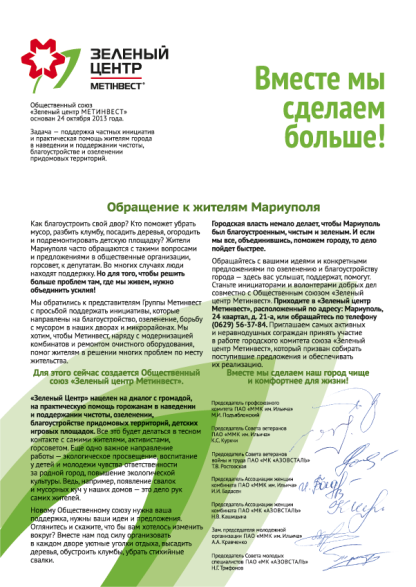 ЗЕЛЕНЫЙ
ЦЕНТР
МЕТІНВЕСТ
Общественный союз
«Зеленый центр МЕТИНВЕСТ»
основан 24 октября 2013 года.
Задача — поддержка частных инициатив
и практическая помощь жителям города
в наведении и поддержании чистоты,
благоустройстве и озеленении
придомовых территорий.
Вместе мы
сделаем
больше!
Обращение к жителям Мариуполя
Как благоустроить свой двор? Кто поможет убрать
мусор, разбить клумбу, посадить деревья, огородить
и подремонтировать детскую площадку? Жители
Мариуполя часто обращаются с такими вопросами
и предложениями в общественные организации,
горсовет, к депутатам. Во многих случаях люди
находят поддержку. Но для того, чтобы решить
больше проблем там, где мы живем, нужно
объединить усилия!
Мы обратились к представителям Группы Метинвест
с просьбой поддержать инициативы, которые
направлены на благоустройство, озеленение, борьбу
с мусором в наших дворах и микрорайонах. Мы
хотим, чтобы Метинвест, наряду с модернизацией
комбинатов и ремонтом очистного оборудования,
помог жителям в решении многих проблем по месту
жительства.
Для этого сейчас создается Общественный
союз «Зеленый центр Метинвест».
«Зеленый Центр» нацелен на диалог с громадой,
на практическую помощь горожанам в наведении
и поддержании чистоты, озеленении,
благоустройстве придомовых территорий, детских
игровых площадок. Все это будет делаться в тесном
контакте с самими жителями, активистами,
горсоветом. Ещё одно важное направление
работы — экологическое просвещение, воспитание
у детей и молодежи чувства ответственности
за родной город, повышение экологической
культуры. Ведь, например, появление свалок
и мусорных куч у наших домов — это дело рук
самих жителей.
Новому Общественному союзу нужна ваша
поддержка, нужны ваши идеи и предложения.
Оглянитесь и скажите, что бы вам хотелось изменить
вокруг? Вместе нам под силу организовать
в каждом дворе уютные уголки отдыха, высадить
деревья, обустроить клумбы, убрать стихийные
свалки.
Городская власть немало делает, чтобы Мариуполь
был благоустроенным, чистым и зеленым. И если
мы все, объединившись, поможем городу, то дело
пойдет быстрее.
Обращайтесь с вашими идеями и конкретными
предложениями по озеленению и благоустройству
города — здесь вас услышат, поддержат, помогут.
Станьте инициаторами и волонтерами добрых дел
совместно с Общественным союзом «Зеленый
центр Метинвест». Приходите в «Зеленый центр
Метинвест», расположенный по адресу: Мариуполь,
24 квартал, д. 21-а, или обращайтесь по телефону
(0629) 56-37-84. Приглашаем самых активных
и неравнодушных сограждан принять участие
в работе городского комитета союза «Зеленый
центр Метинвест», который призван собирать
поступившие предложения и обеспечивать
их реализацию.
Вместе мы сделаем наш город чище
и комфортнее для жизни!
Председатель профсоюзного
комитета ПАО «ММК им. Ильича»
Председатель Совета ветеранов
ПАО «ММК им. Ильича»
Председатель Совета ветеранов
войны и труда ПАО «МК «АЗОВСТАЛЬ»
Председатель Ассоциации женщин
комбината ПАО «ММК им. Ильича»
Председатель Ассоциации женщин
комбината ПАО «МК «АЗОВСТАЛЬ»
Зам. председателя молодежной
организации ПАО «ММК им. Ильича»
А.А. Кравченко
Председатель Совета молодых
специалистов ПАО «МК «АЗОВСТАЛЬ»